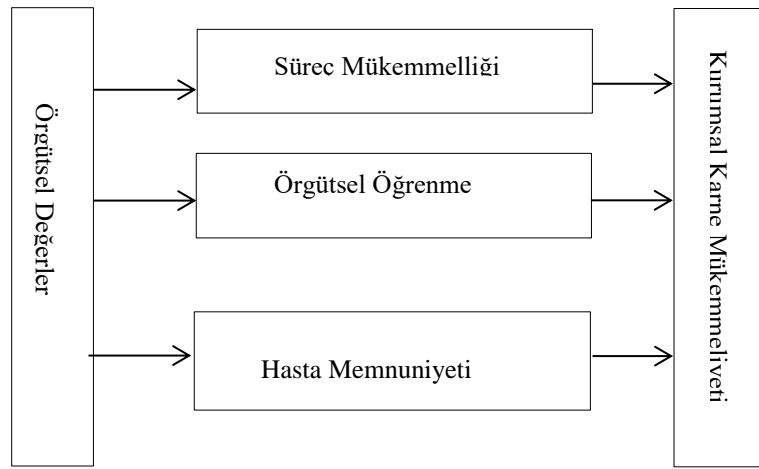 Örgütsel Değerler
Süreç Mükemmelliği
Örgütsel Öğrenme
Hasta Memnuniyeti
Kurumsal Karne Mükemmeliyeti